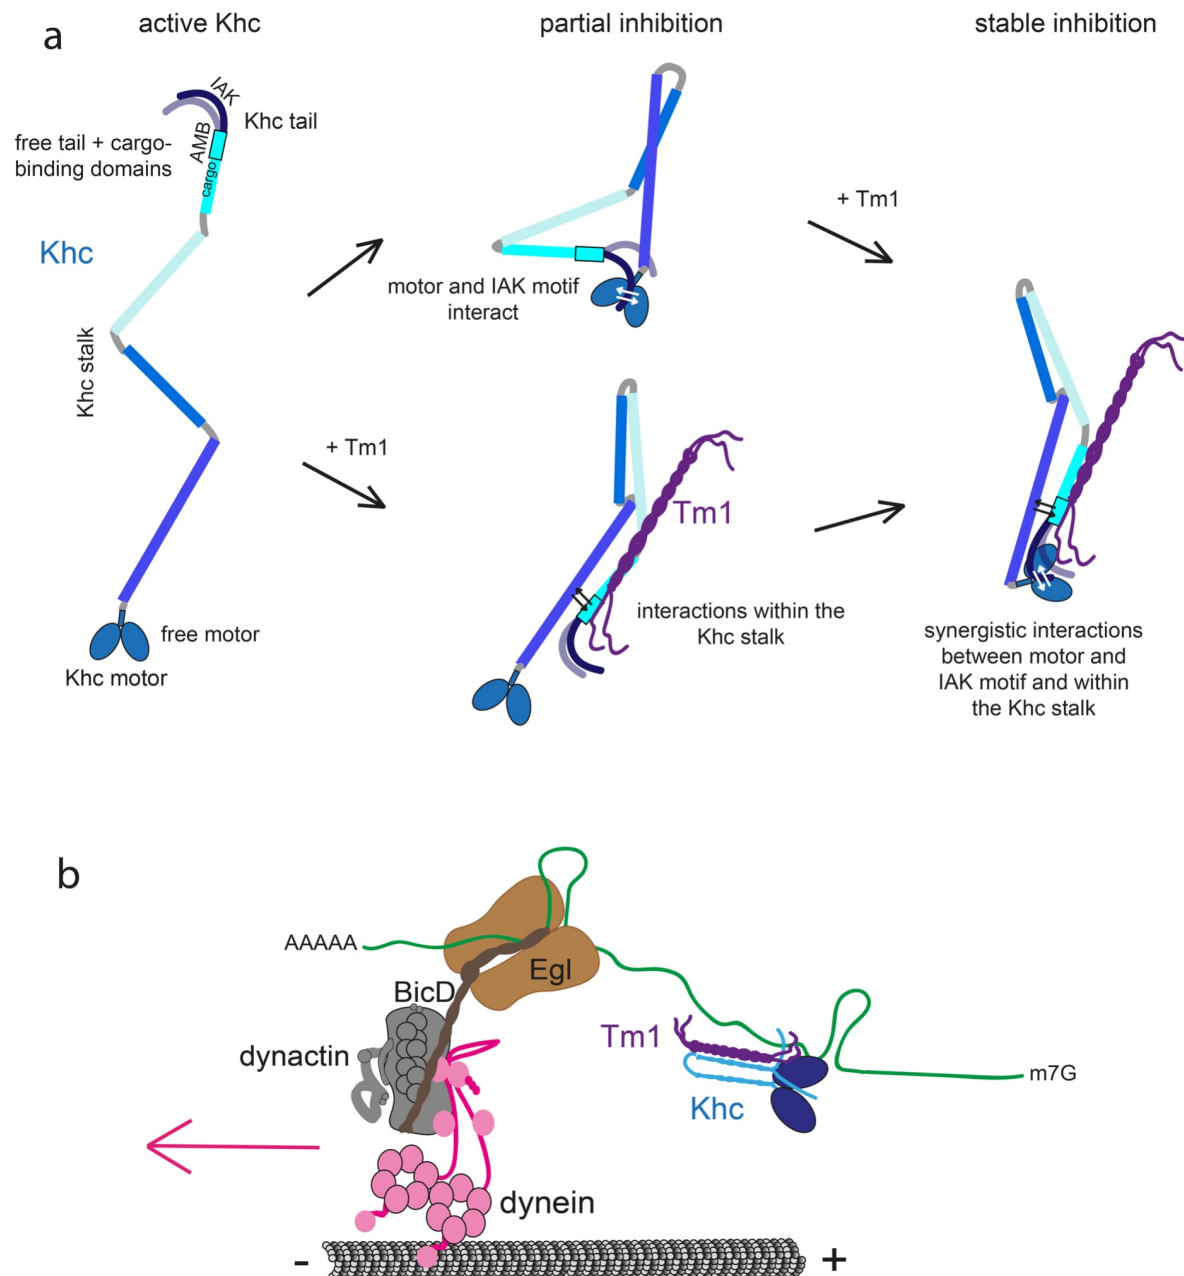 a
active Khc
partial inhibition
stable inhibition
IAK
Khc tail
AMB
free tail + cargo-
binding domains
cargo
Khc
Khc stalk
free motor
Khc motor
motor and IAK motif
interact
+ Tm1
+ Tm1
Tm1
interactions within the
Khc stalk
synergistic interactions
between motor and
IAK motif and within
the Khc stalk
b
AAAAA
Egl
BicD
dynactin
Tm1
Khc
m7G
dynein
-
+